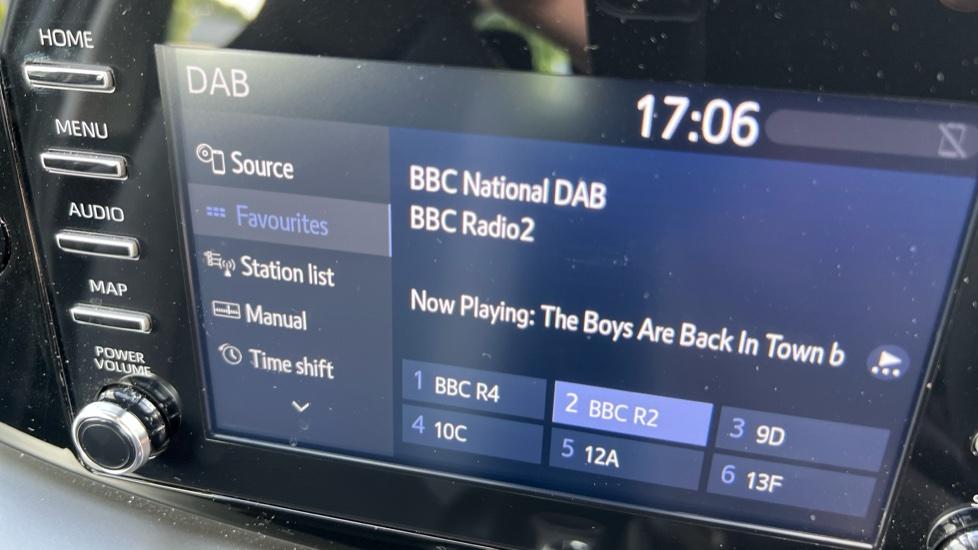 HOME
MENU
AUDIO
MAP
POWER
VOLUME
DAB
17:06
Source
Favourites
Station list
Manual
Time shift
BBC National DAB
BBC Radio2
Now Playing: The Boys Are Back In Town b
1 BBC R4
2 BBC R2
3 9D
4 10C
5 12A
6 13F